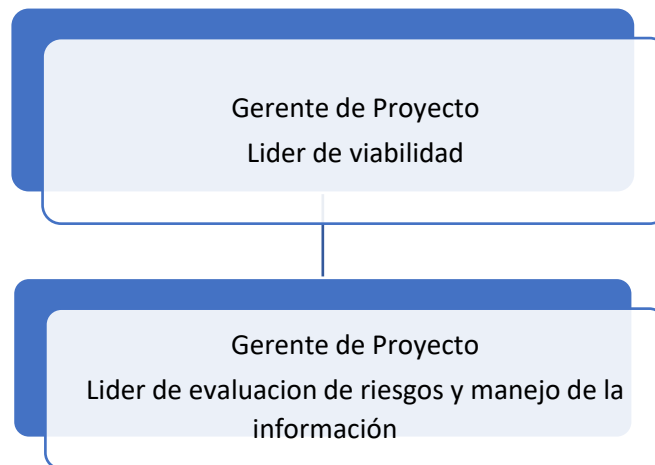 Gerente de Proyecto
Lider de viabilidad
Gerente de Proyecto
Lider de evaluacion de riesgos y manejo de la
información